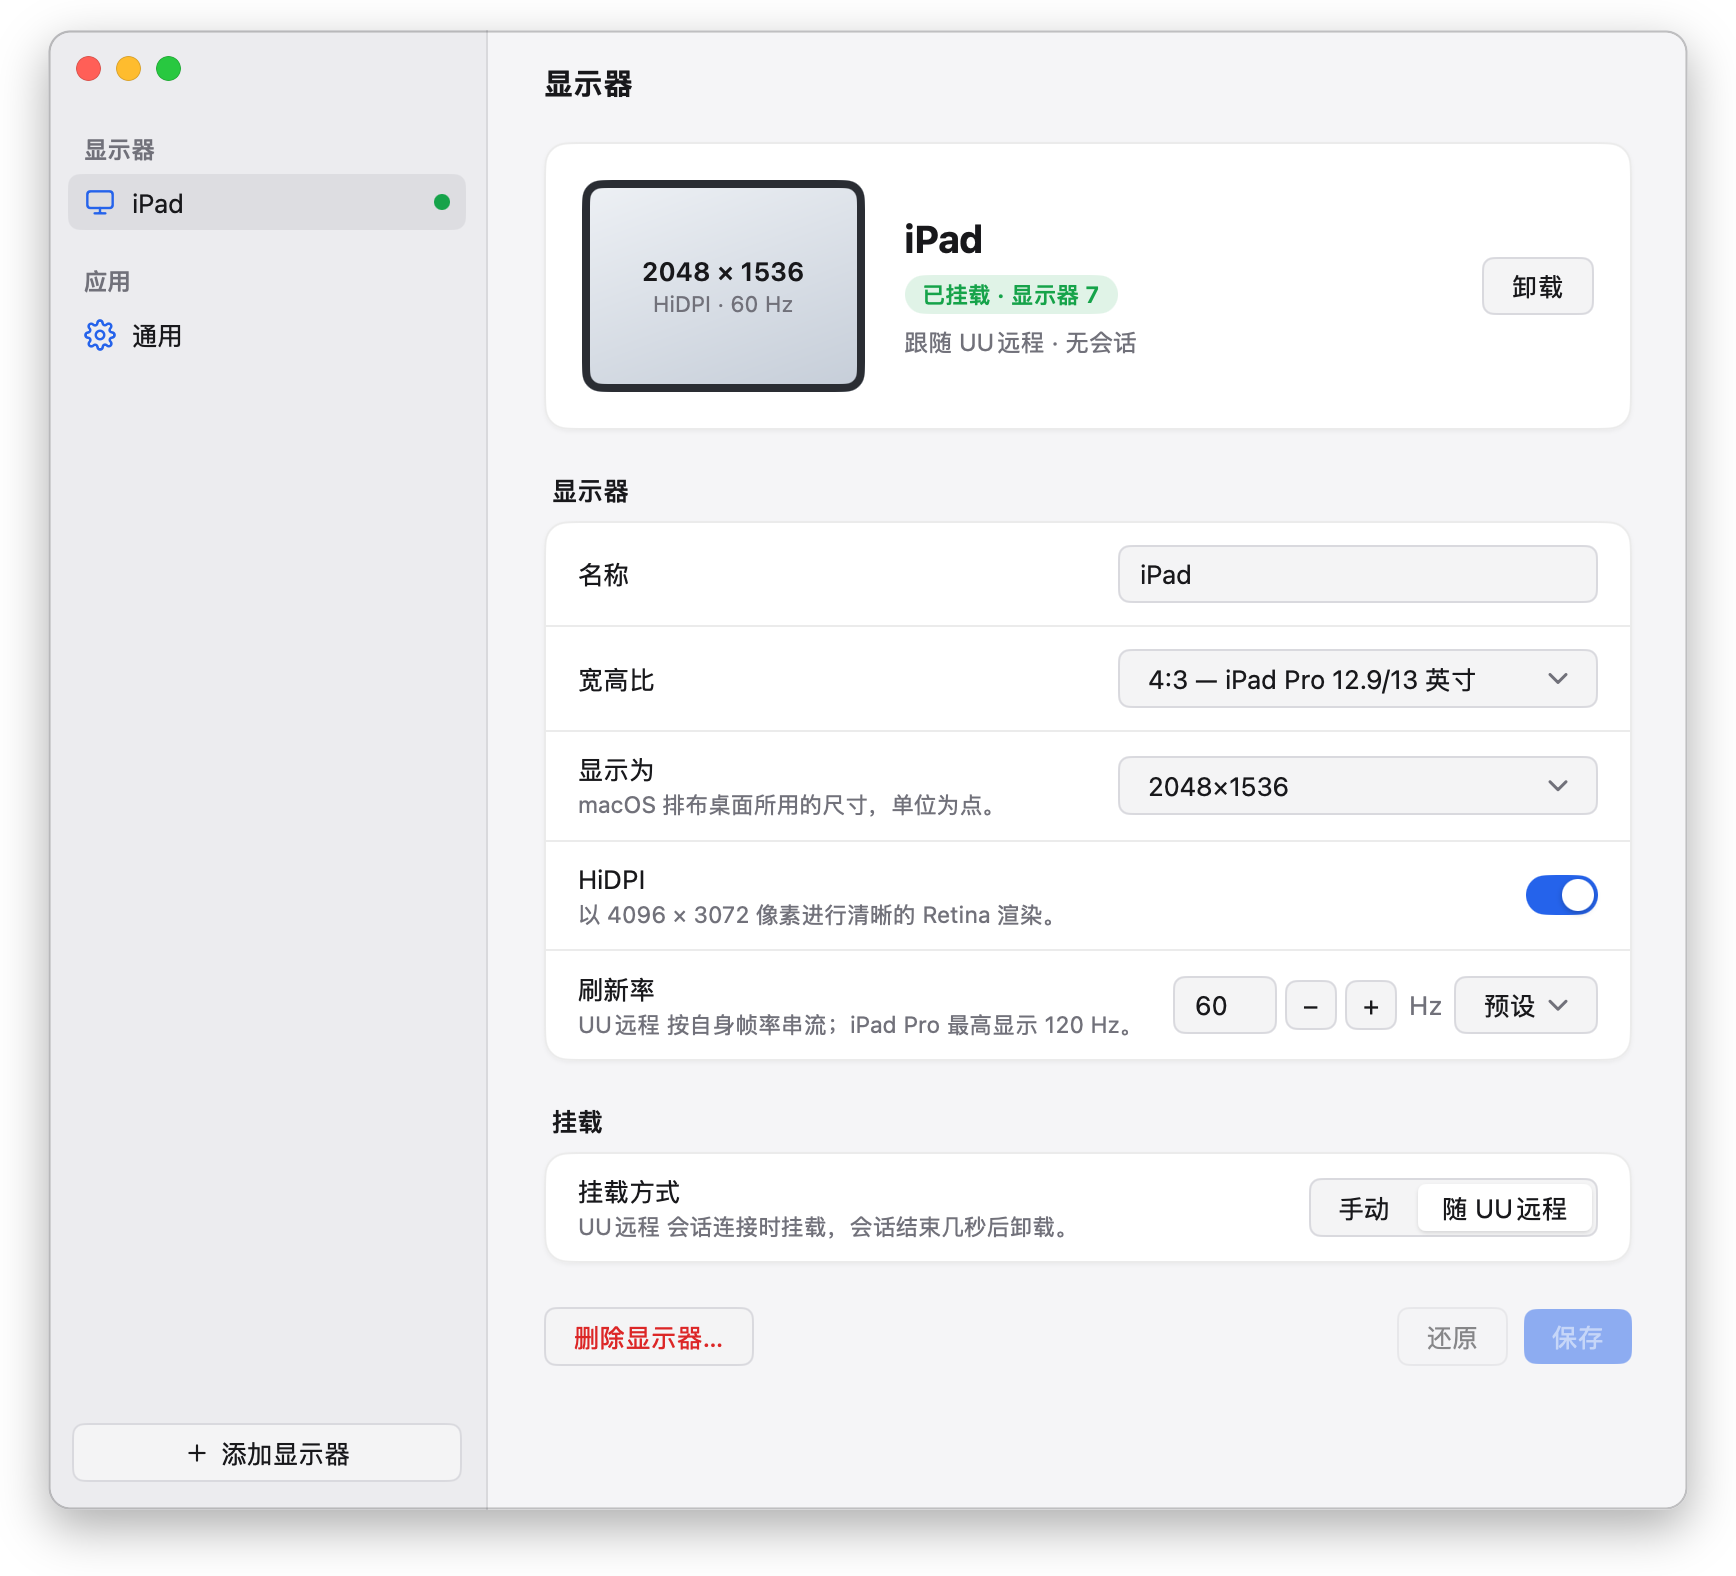 显示器
iPad
应用
通用
添加显示器
显示器
2048 × 1536
HiDPI · 60 Hz
iPad
已挂载 · 显示器 7
跟随 UU远程 · 无会话
卸载
显示器
名称
iPad
宽高比
4:3 — iPad Pro 12.9/13 英寸
显示为
macOS 排布桌面所用的尺寸，单位为点。
2048×1536
HiDPI
以 4096 × 3072 像素进行清晰的 Retina 渲染。
刷新率
UU远程 按自身帧率串流；iPad Pro 最高显示 120 Hz。
60 − + Hz 预设
挂载
挂载方式
UU远程 会话连接时挂载，会话结束几秒后卸载。
手动 随 UU远程
删除显示器... 还原 保存